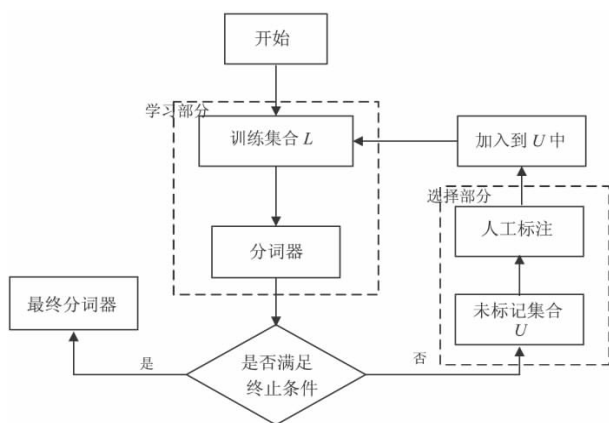 开始
学习部分
训练集合 L
加入到 U 中
选择部分
人工标注
分词器
最终分词器
未标记集合
U
是否满足
终止条件
是
否